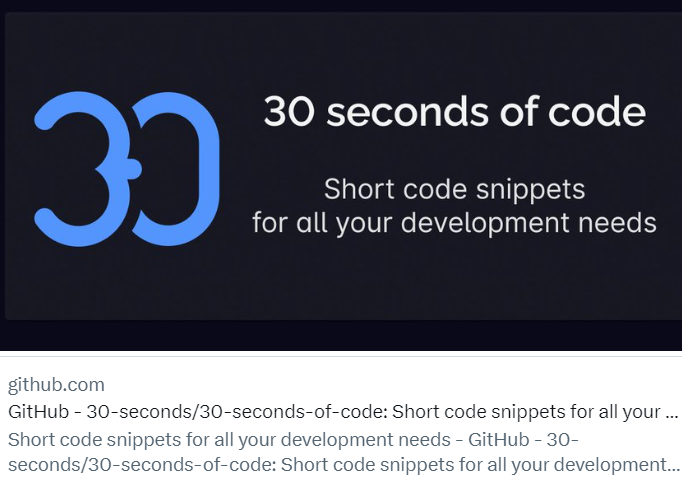 30
30 seconds of code
Short code snippets
for all your development needs
github.com
GitHub - 30-seconds/30-seconds-of-code: Short code snippets for all your ...
Short code snippets for all your development needs - GitHub - 30-
seconds/30-seconds-of-code: Short code snippets for all your development...